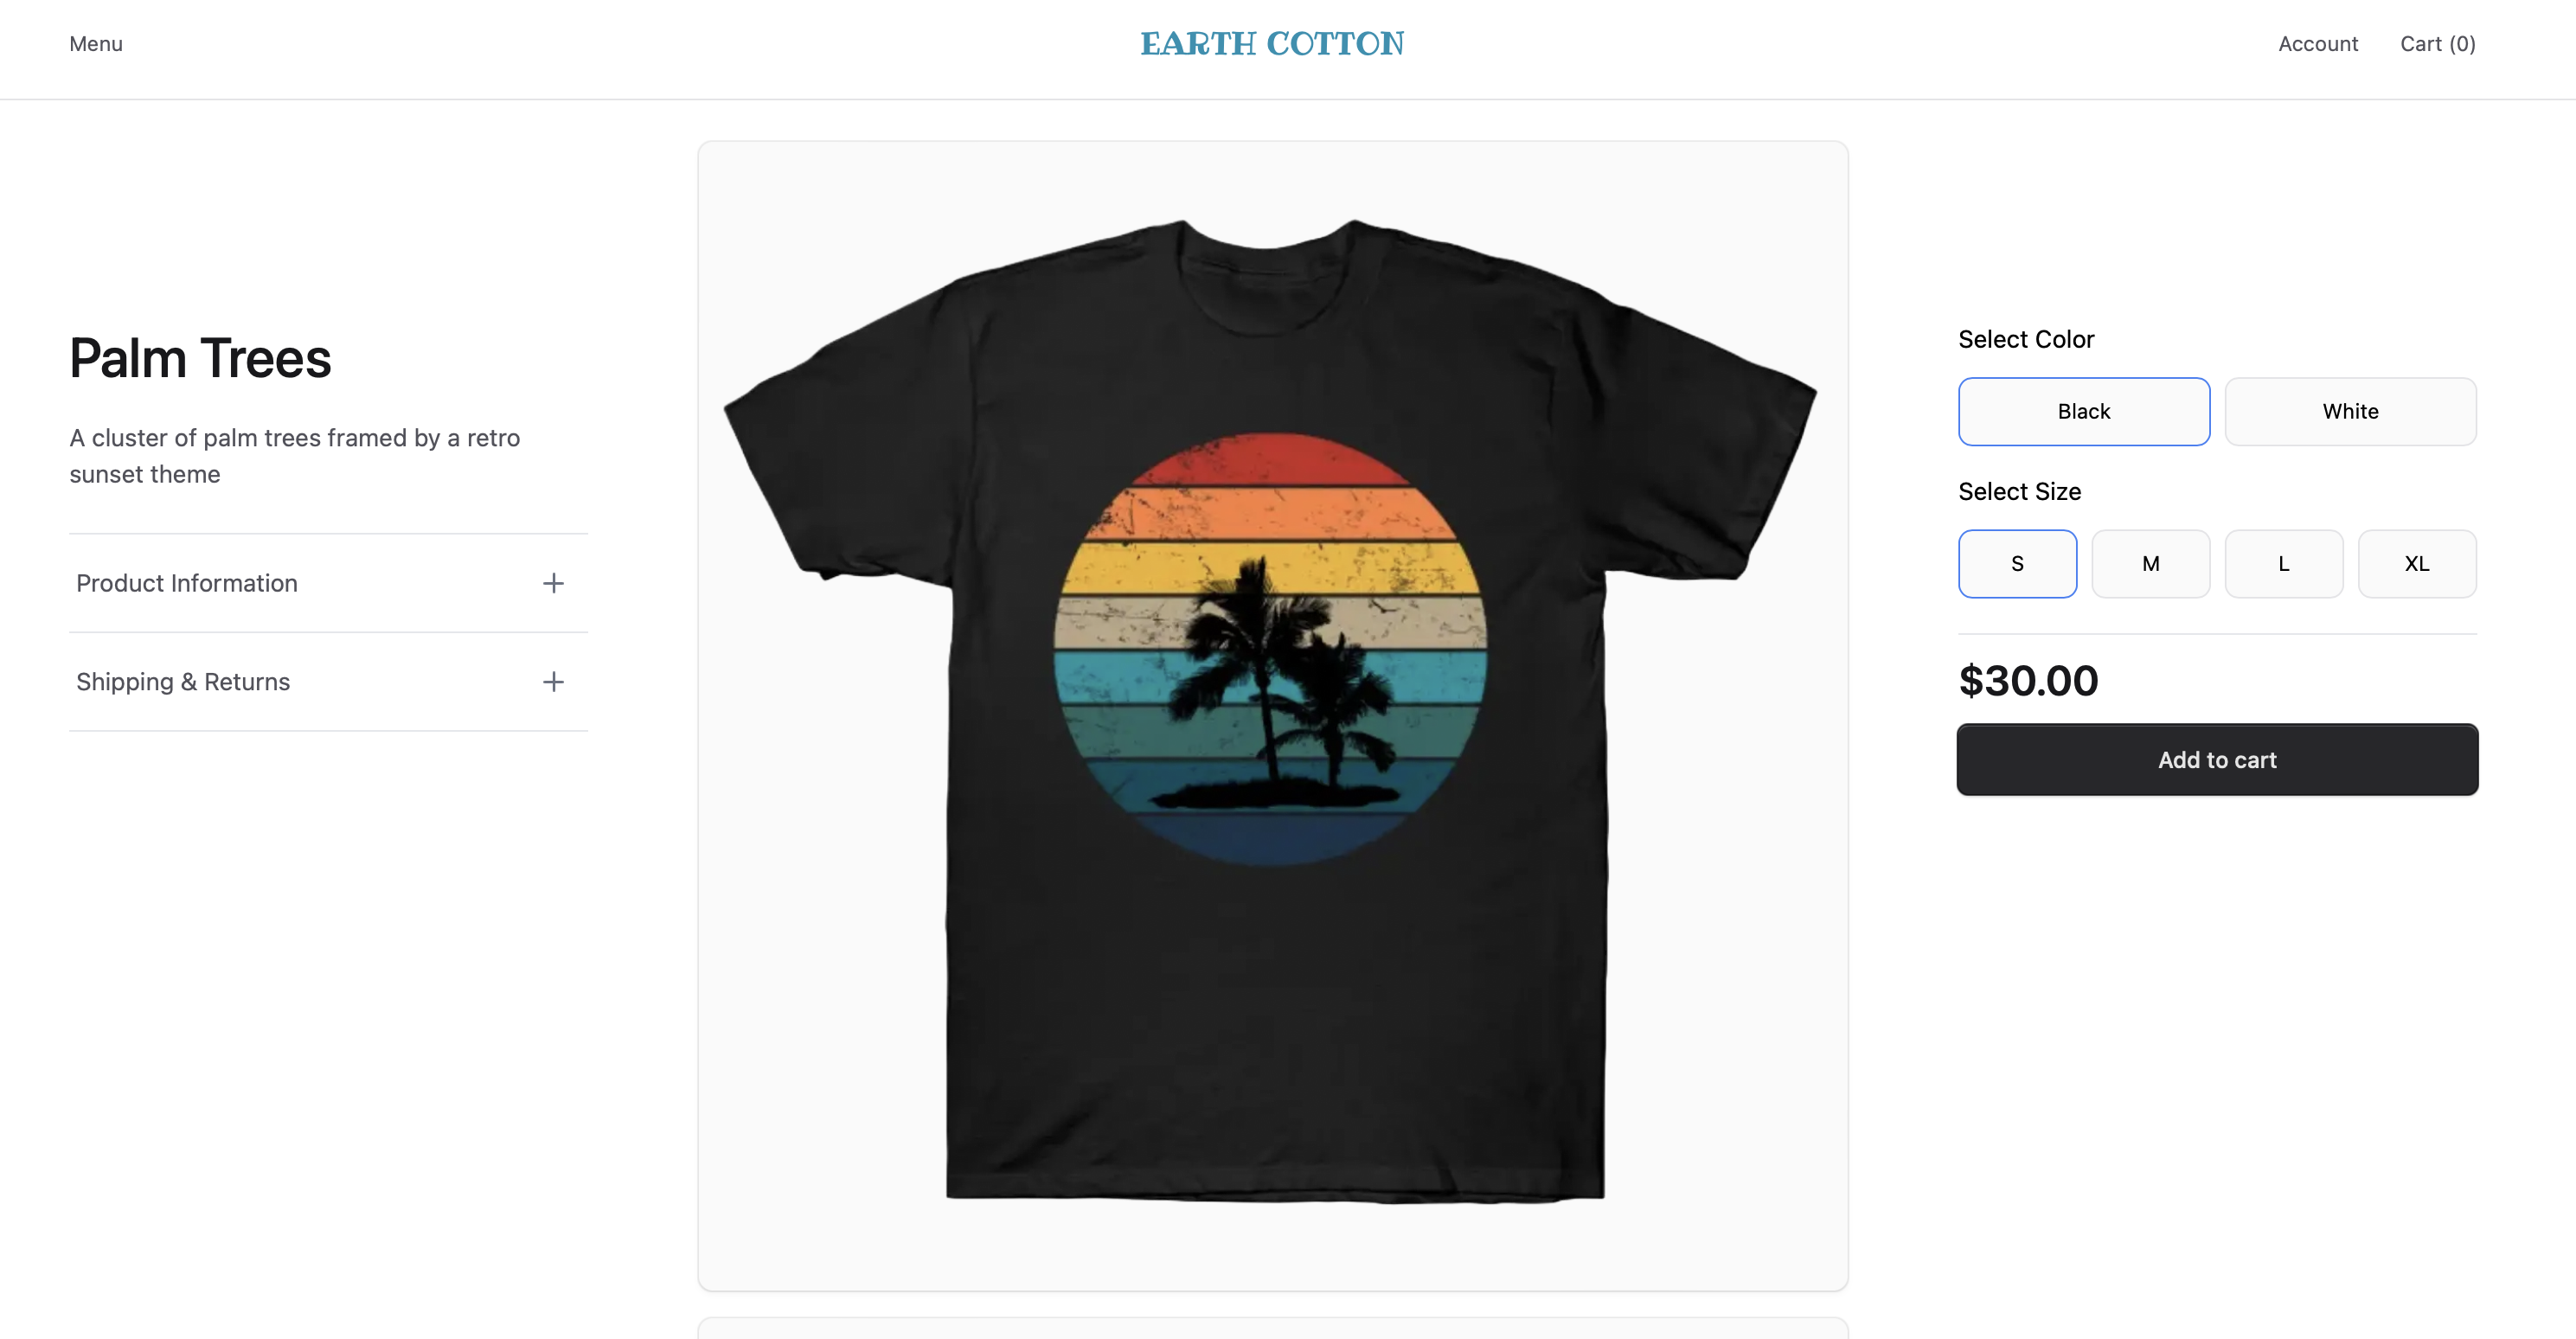 Menu
EARTH COTTON
Account
Cart (0)
Palm Trees
A cluster of palm trees framed by a retro
sunset theme
Product Information
Shipping & Returns
Select Color
Black
White
Select Size
S
M
L
XL
$30.00
Add to cart